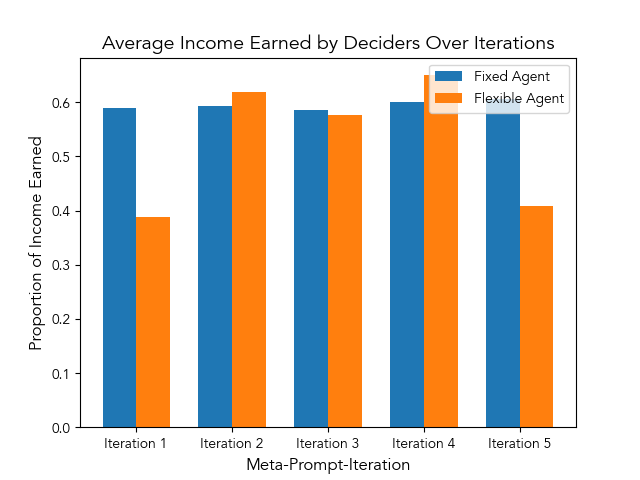 Average Income Earned by Deciders Over Iterations
Fixed Agent
Flexible Agent
Proportion of Income Earned
0.6
0.5
0.4
0.3
0.2
0.1
0.0
Iteration 1
Iteration 2
Iteration 3
Iteration 4
Iteration 5
Meta-Prompt-Iteration